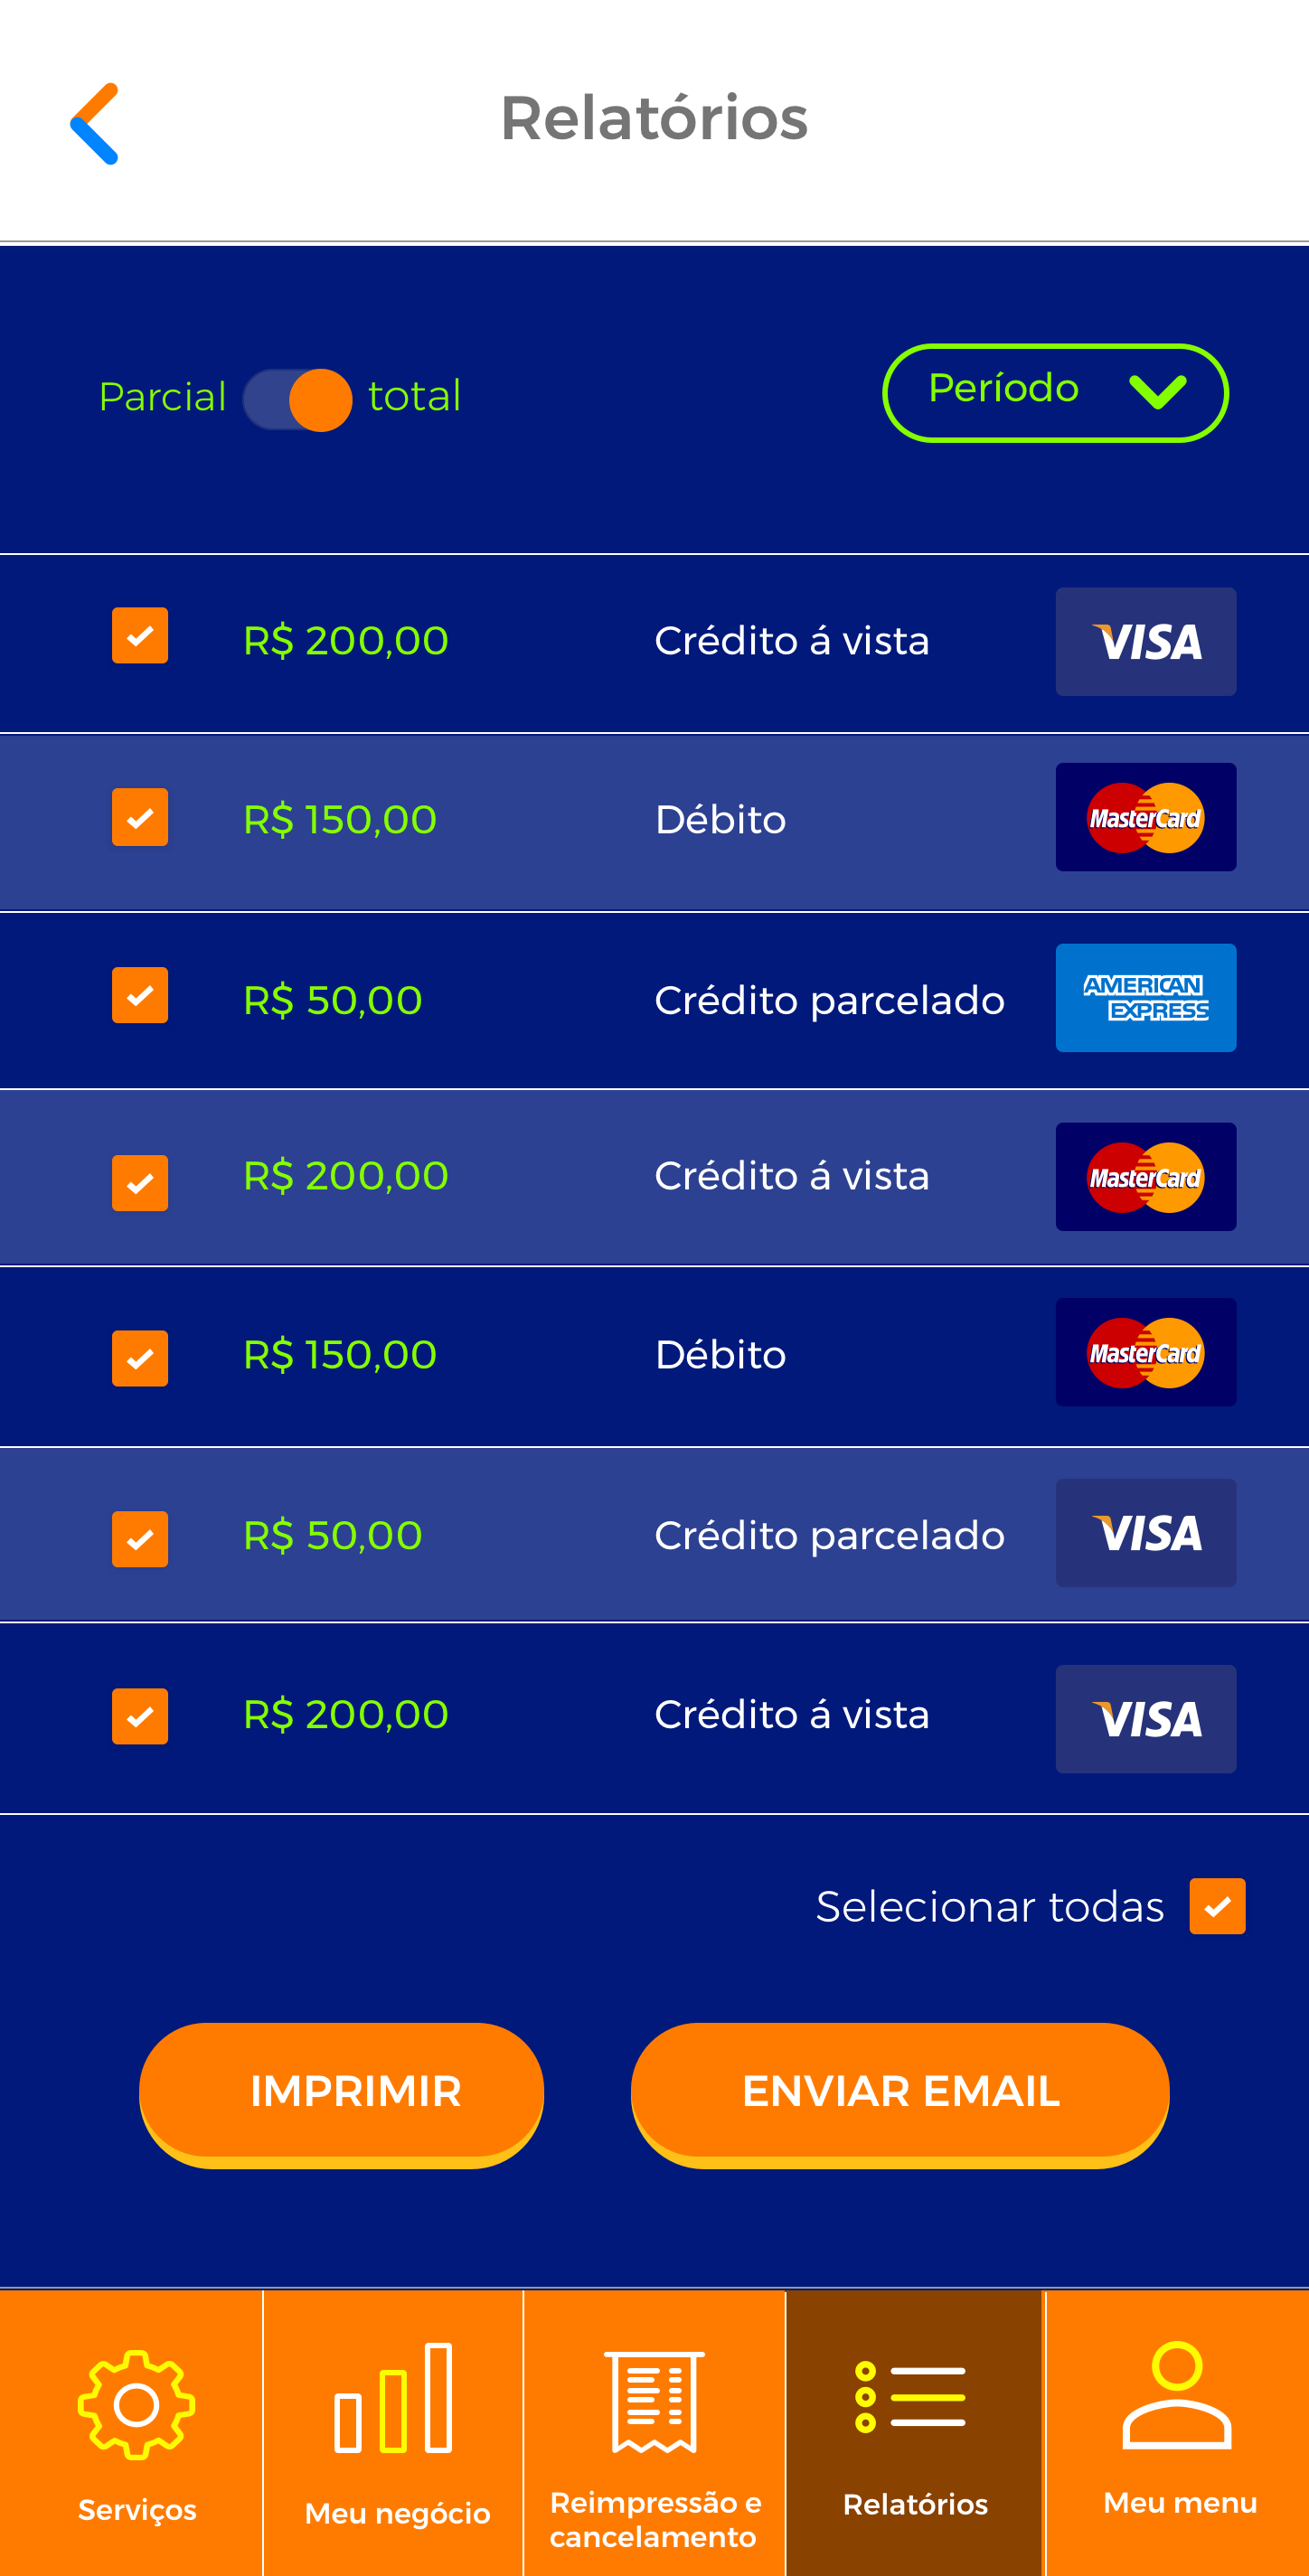 Relatórios
Parcial total Período
R$ 200,00 Crédito á vista VISA
R$ 150,00 Débito MasterCard
R$ 50,00 Crédito parcelado AMERICAN
EXPRESS
R$ 200,00 Crédito á vista MasterCard
R$ 150,00 Débito MasterCard
R$ 50,00 Crédito parcelado VISA
R$ 200,00 Crédito á vista VISA
Selecionar todas
IMPRIMIR ENVIAR EMAIL
Serviços
Meu negócio
Reimpressão e
cancelamento
Relatórios
Meu menu